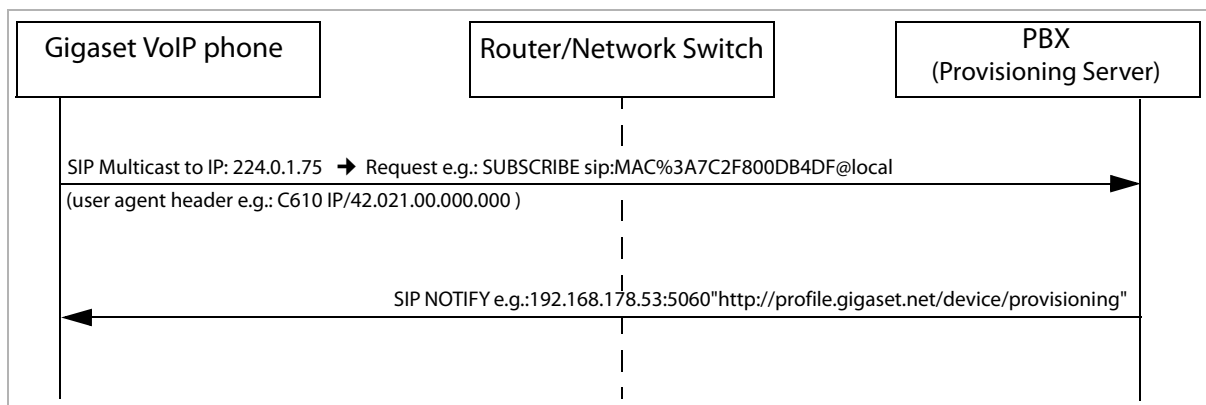 Gigaset VoIP phone
Router/Network Switch
PBX
(Provisioning Server)
SIP Multicast to IP: 224.0.1.75 ➔ Request e.g.: SUBSCRIBE sip:MAC%3A7C2F800DB4DF@local
(user agent header e.g.: C610 IP/42.021.00.000.000 )
SIP NOTIFY e.g.:192.168.178.53:5060"http://profile.gigaset.net/device/provisioning"